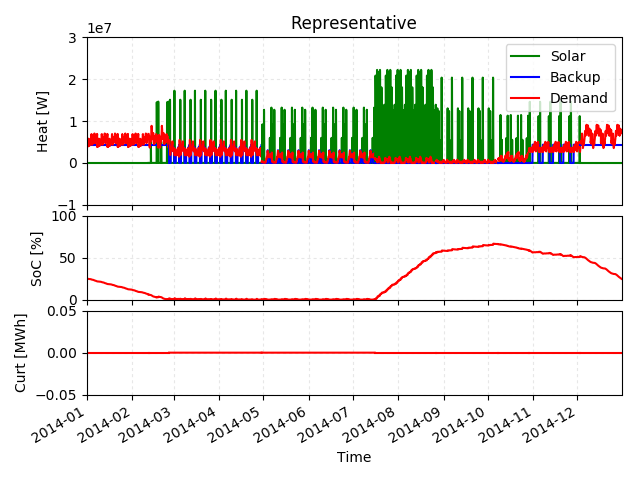 Representative
1e7
3
2
1
0
−1
Heat [W]
Solar
Backup
Demand
100
50
0
SoC [%]
0.05
0.00
−0.05
Curt [MWh]
2014-01
2014-02
2014-03
2014-04
2014-05
2014-06
2014-07
2014-08
2014-09
2014-10
2014-11
2014-12
Time